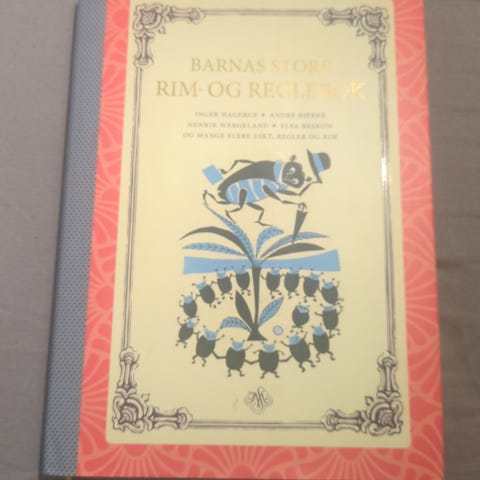 BARNAS STORE
RIM- OG REGLEBOK
INGER HAGERUP ★ ANDRÉ BJERKE
HENRIK WERGELAND ★ ELSA BESKOW
OG MANGE FLERE DIKT, REGLER OG RIM